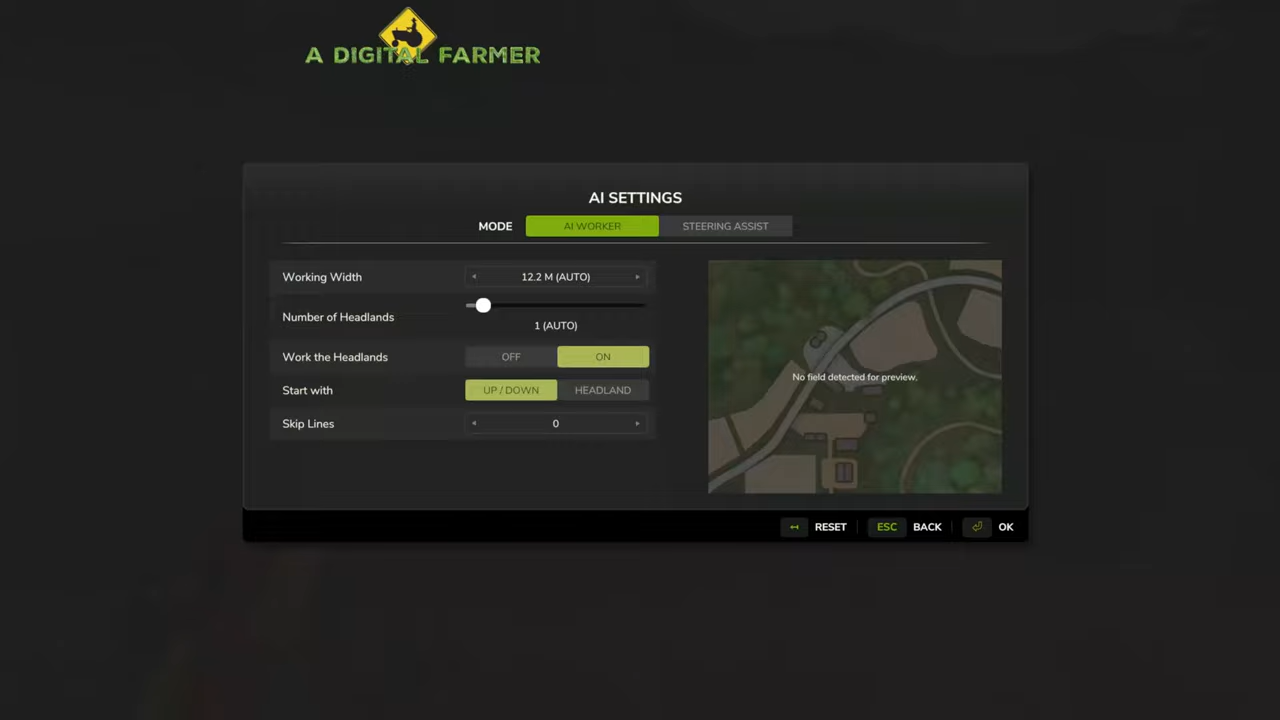 A DIGITAL FARMER
AI SETTINGS
MODE AI WORKER STEERING ASSIST
Working Width 12.2 M (AUTO)
Number of Headlands
1 (AUTO)
Work the Headlands OFF ON
No field detected for preview.
Start with UP / DOWN HEADLAND
Skip Lines 0
RESET ESC BACK OK